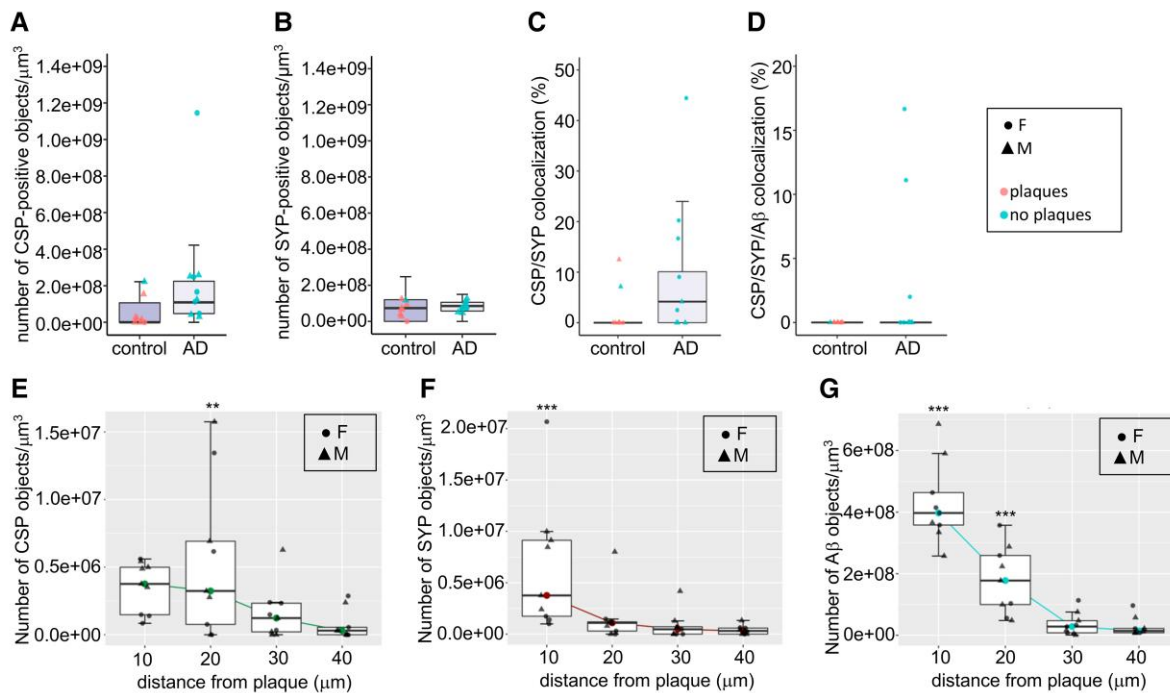 A
number of CSP-positive objects/μm³
1.4e+09
1.2e+09
1.0e+09
8.0e+08
6.0e+08
4.0e+08
2.0e+08
0.0e+00
control AD
B
number of SYP-positive objects/μm³
1.4e+09
1.2e+09
1.0e+09
8.0e+08
6.0e+08
4.0e+08
2.0e+08
0.0e+00
control AD
C
CSP/SYP colocalization (%)
50
40
30
20
10
0
control AD
D
CSP/SYP/Aβ colocalization (%)
20
15
10
5
0
control AD
F
M
plaques
no plaques
E
Number of CSP objects/μm³
1.5e+07
1.0e+07
5.0e+06
0.0e+00
**
F
M
10 20 30 40
distance from plaque (μm)
F
Number of SYP objects/μm³
2.0e+07
1.5e+07
1.0e+07
5.0e+06
0.0e+00
***
F
M
10 20 30 40
distance from plaque (μm)
G
Number of Aβ objects/μm³
6e+08
4e+08
2e+08
0e+00
***
***
F
M
10 20 30 40
distance from plaque (μm)